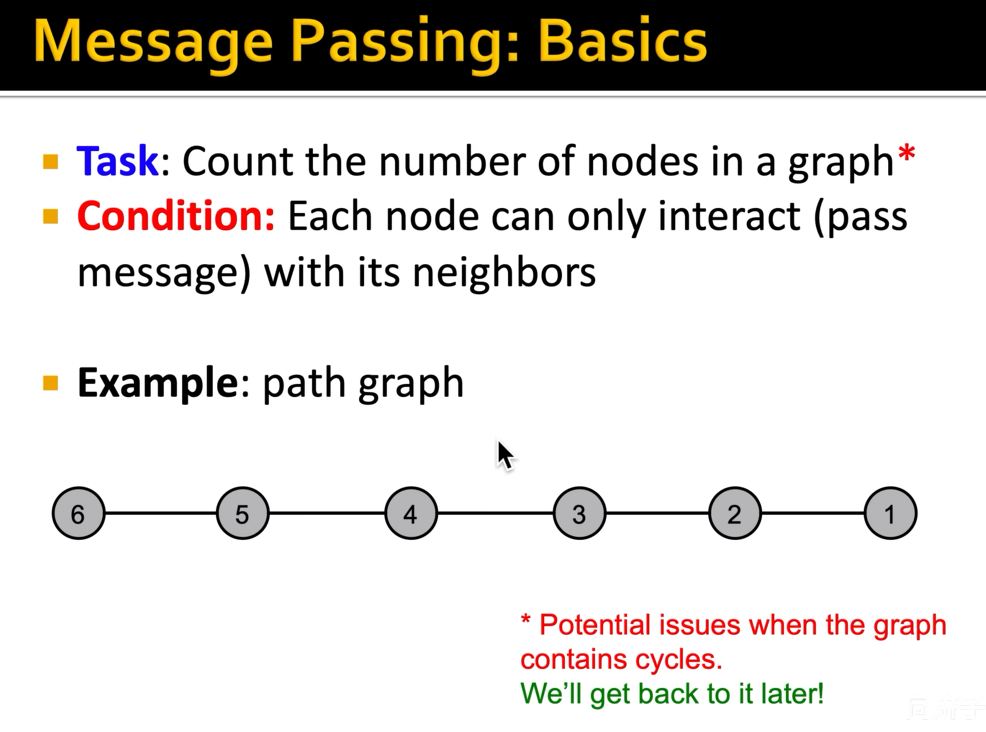 Message Passing: Basics
Task: Count the number of nodes in a graph*
Condition: Each node can only interact (pass
message) with its neighbors
Example: path graph
6 5 4 3 2 1
* Potential issues when the graph
contains cycles.
We'll get back to it later!